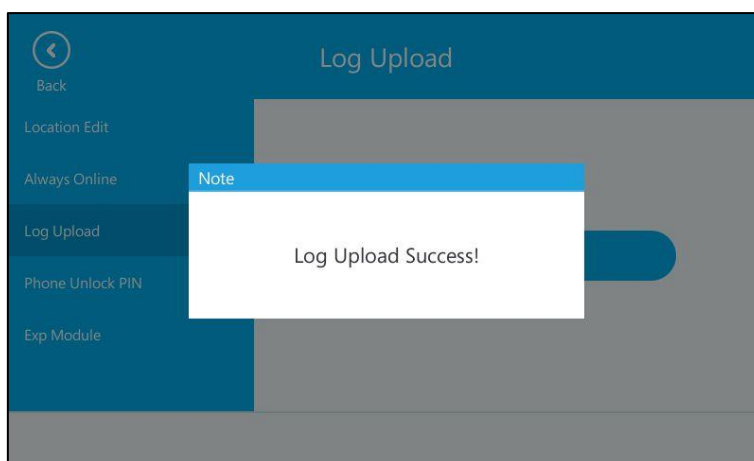 Log Upload
Back
Location Edit
Always Online
Log Upload
Phone Unlock PIN
Exp Module
Note
Log Upload Success!